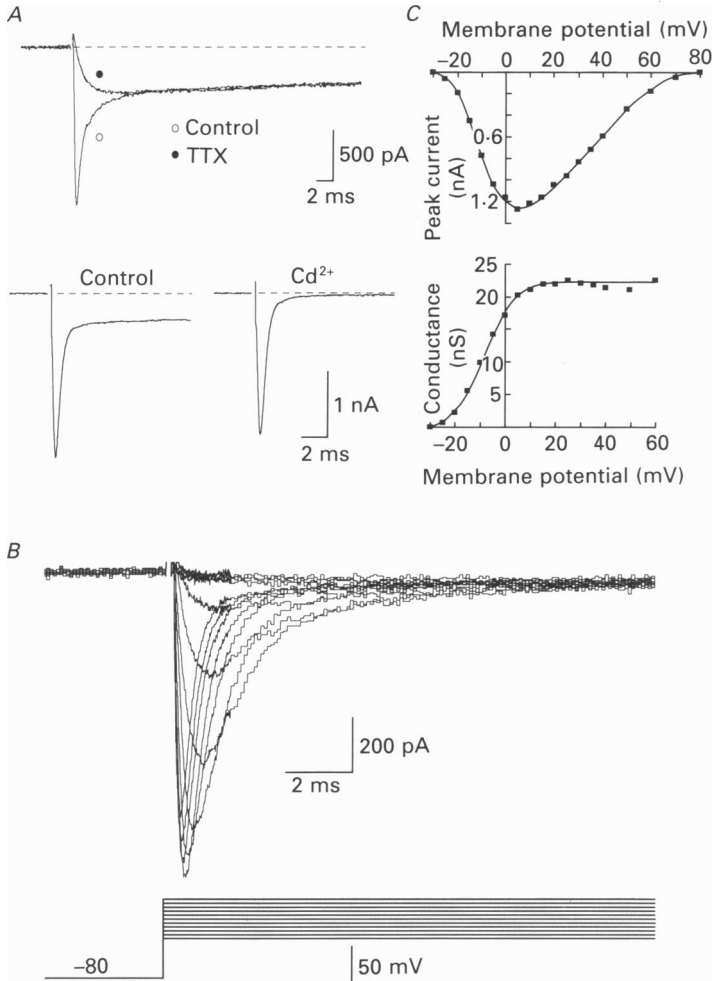 A
○ Control
● TTX
500 pA
2 ms
Control
Cd²⁺
1 nA
2 ms
C
Membrane potential (mV)
−20 0 20 40 60 80
0·6
1·2
Peak current
(nA)
25
20
15
10
5
Conductance
(nS)
−20 0 20 40 60
Membrane potential (mV)
B
200 pA
2 ms
−80
50 mV